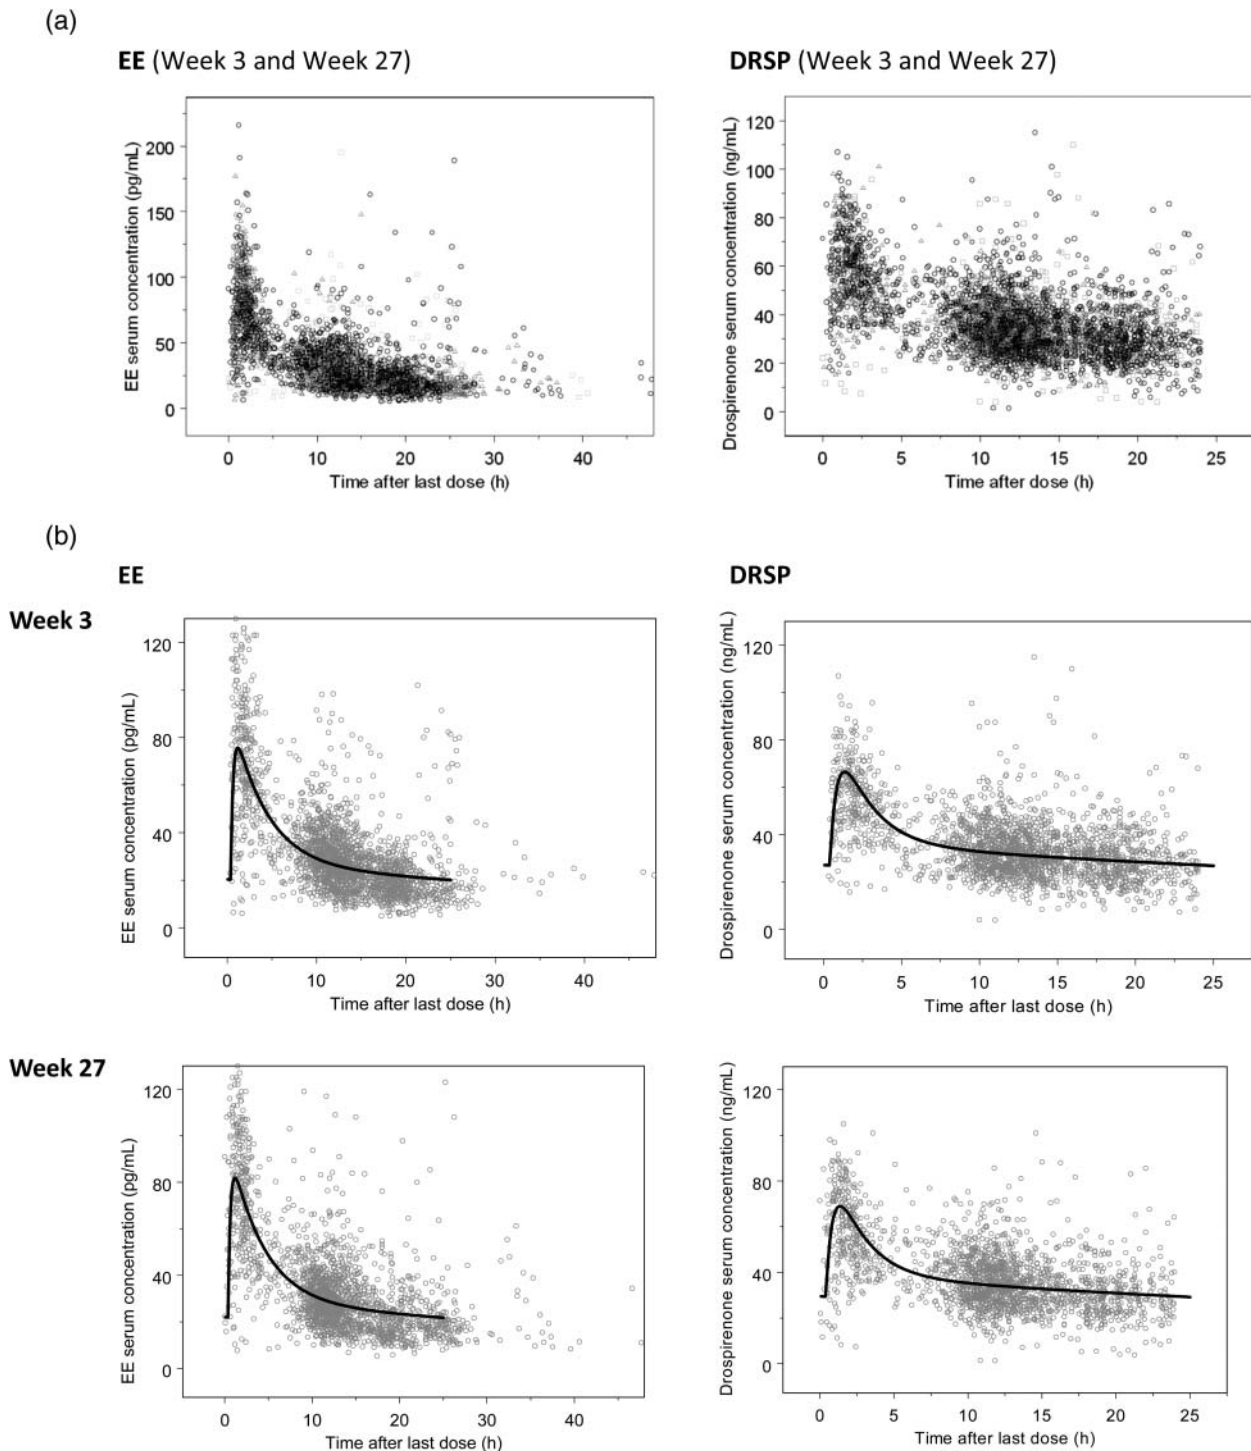 (a)
EE (Week 3 and Week 27)
EE serum concentration (pg/mL)
200
150
100
50
0
0 10 20 30 40
Time after last dose (h)
DRSP (Week 3 and Week 27)
Drospirenone serum concentration (ng/mL)
120
100
80
60
40
20
0
0 5 10 15 20 25
Time after dose (h)
(b)
EE
DRSP
Week 3
EE serum concentration (pg/mL)
120
80
40
0
0 10 20 30 40
Time after last dose (h)
Drospirenone serum concentration (ng/mL)
120
80
40
0
0 5 10 15 20 25
Time after last dose (h)
Week 27
EE serum concentration (pg/mL)
120
80
40
0
0 10 20 30 40
Time after last dose (h)
Drospirenone serum concentration (ng/mL)
120
80
40
0
0 5 10 15 20 25
Time after last dose (h)